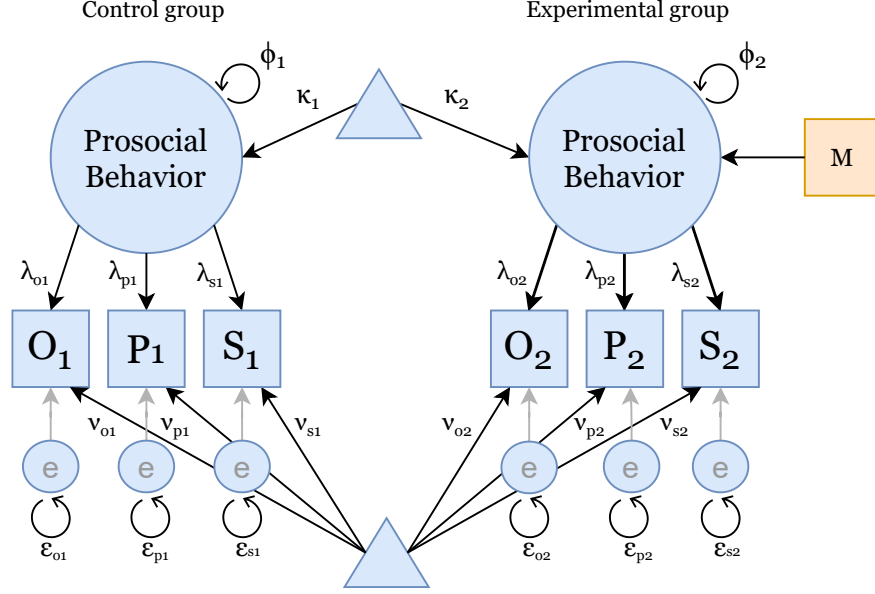 Control group
Experimental group
ϕ₁
ϕ₂
κ₁
κ₂
Prosocial
Behavior
Prosocial
Behavior
M
λₒ₁
λₚ₁
λₛ₁
λₒ₂
λₚ₂
λₛ₂
O₁
P1
S₁
O₂
P₂
S₂
νₒ₁
νₚ₁
νₛ₁
νₒ₂
νₚ₂
νₛ₂
e
e
e
e
e
e
εₒ₁
εₚ₁
εₛ₁
εₒ₂
εₚ₂
εₛ₂